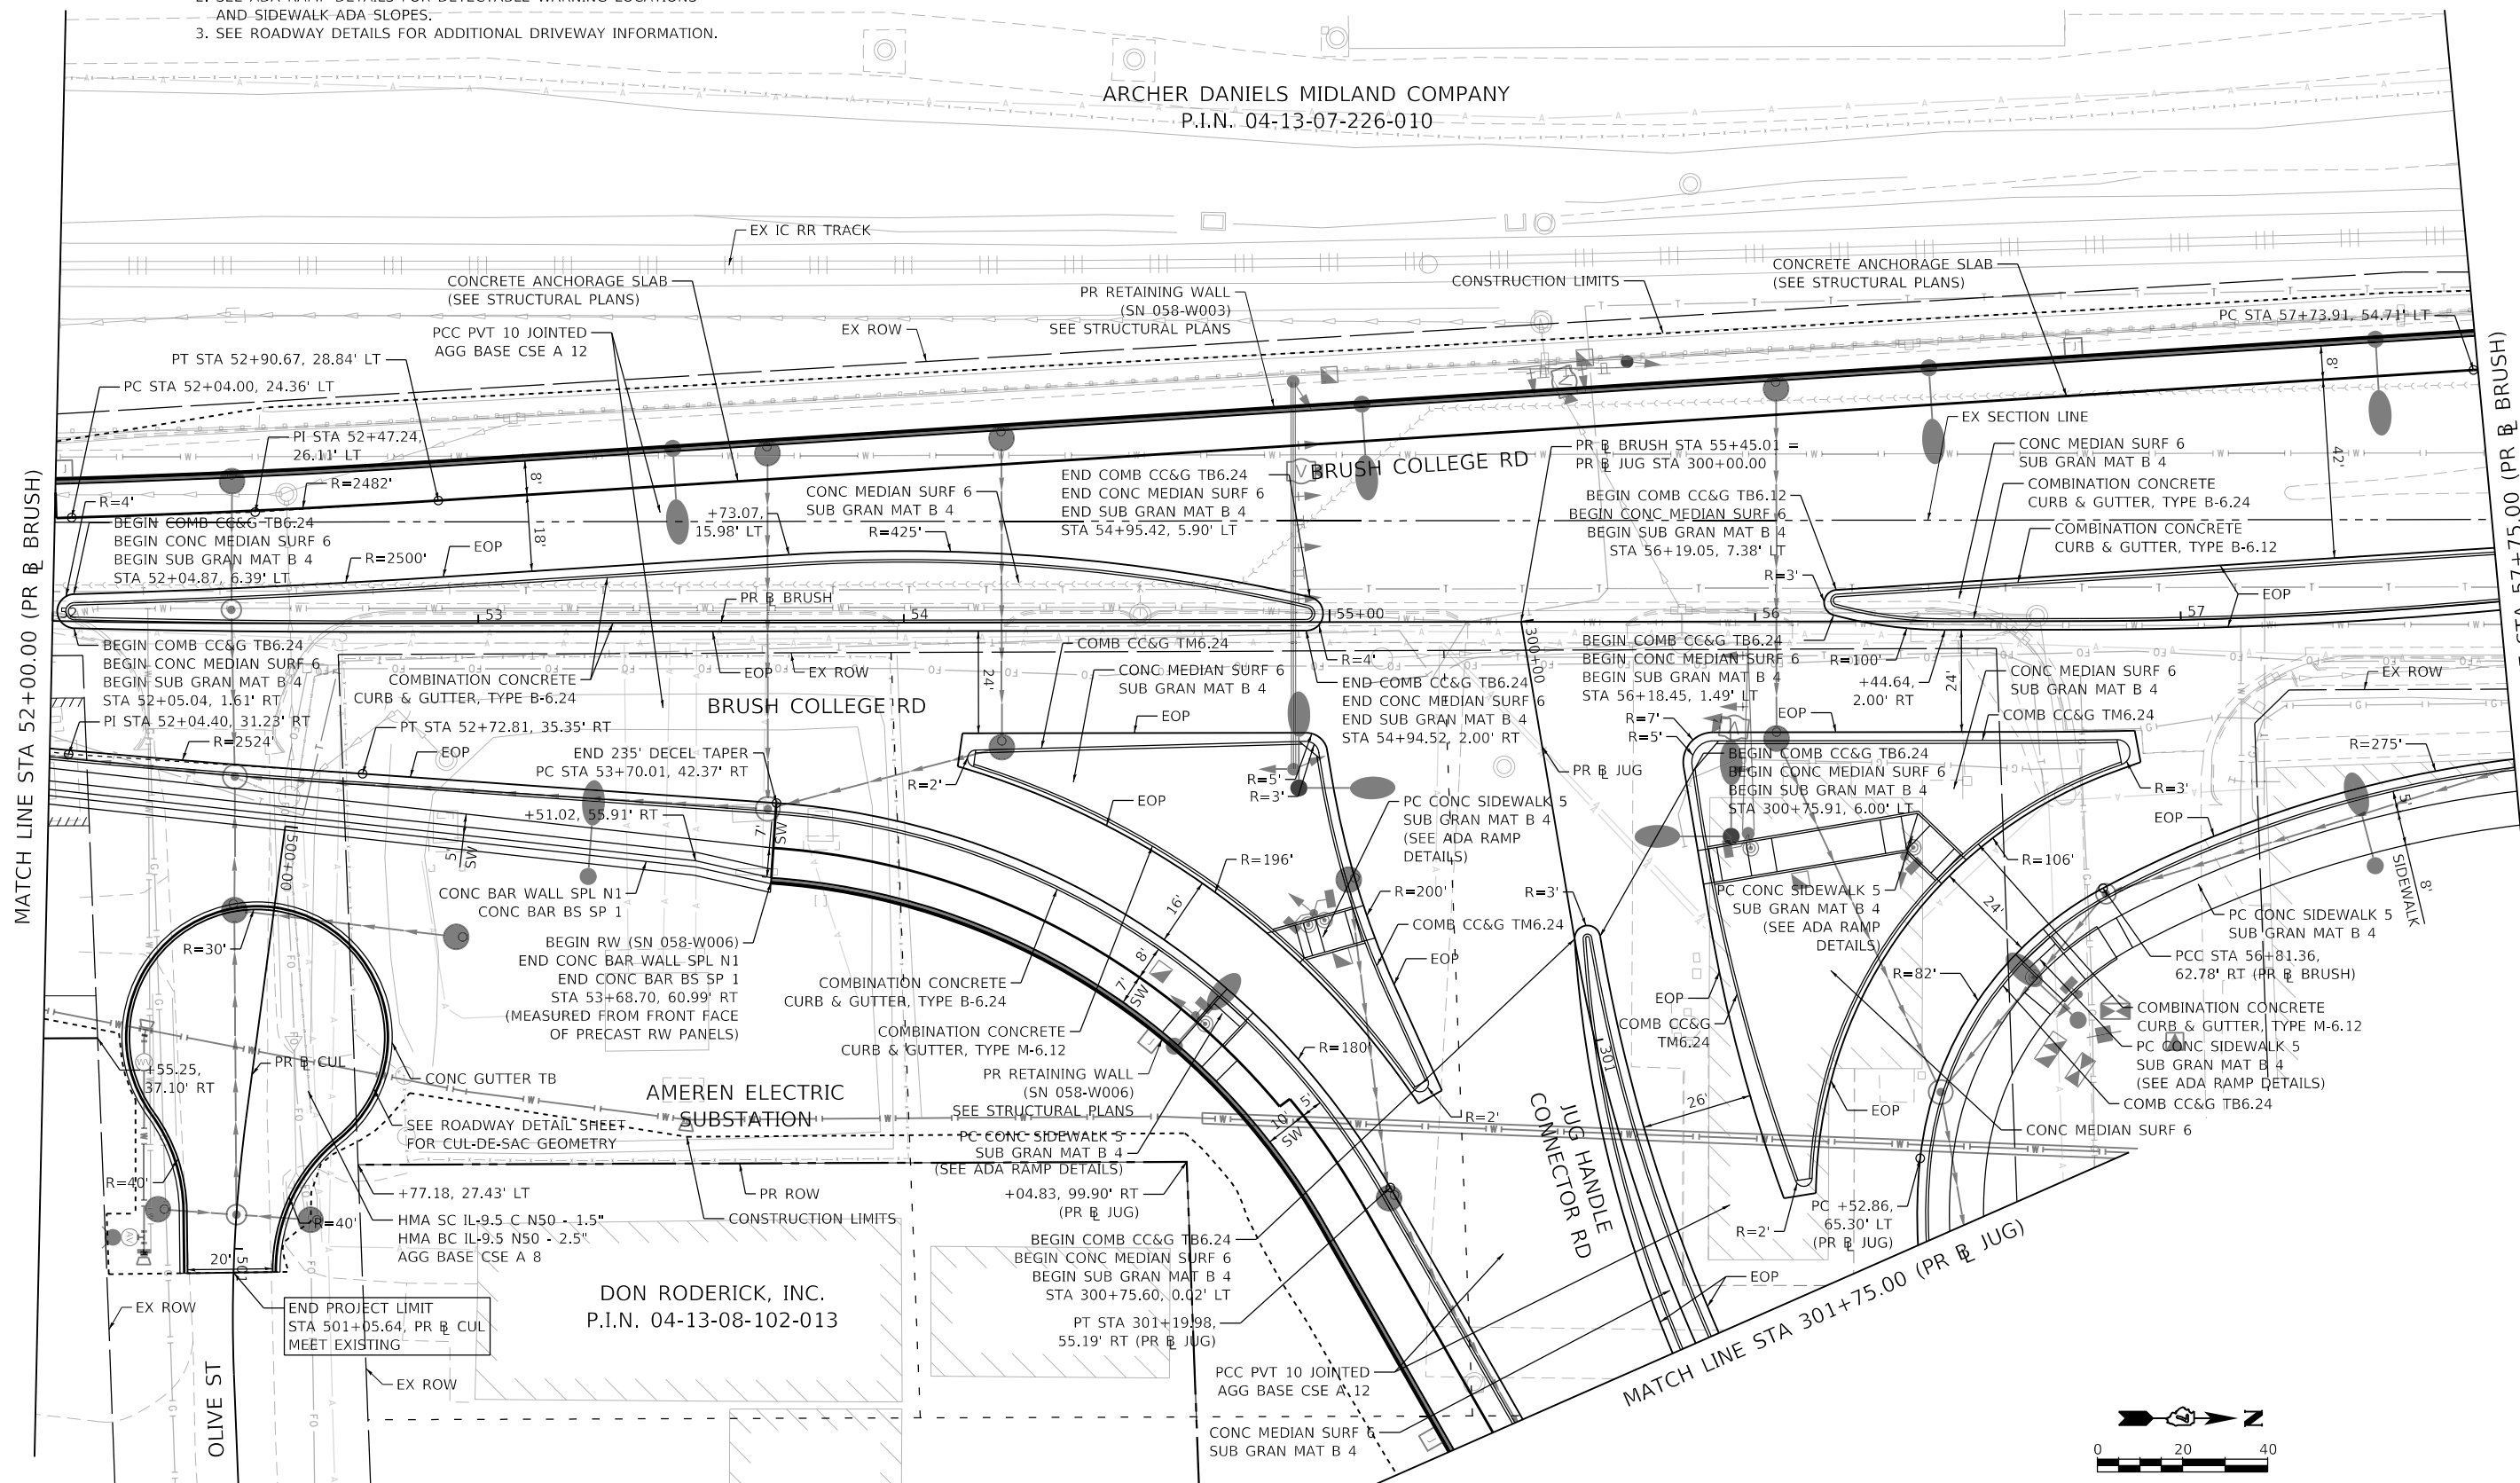 AND SIDEWALK ADA SLOPES.
3. SEE ROADWAY DETAILS FOR ADDITIONAL DRIVEWAY INFORMATION.
ARCHER DANIELS MIDLAND COMPANY
P.I.N. 04-13-07-226-010
EX IC RR TRACK
CONCRETE ANCHORAGE SLAB
(SEE STRUCTURAL PLANS)
PR RETAINING WALL
(SN 058-W003)
SEE STRUCTURAL PLANS
CONSTRUCTION LIMITS
CONCRETE ANCHORAGE SLAB
(SEE STRUCTURAL PLANS)
EX ROW
PCC PVT 10 JOINTED
AGG BASE CSE A 12
PC STA 57+73.91, 54.71' LT
PT STA 52+90.67, 28.84' LT
PC STA 52+04.00, 24.36' LT
PI STA 52+47.24,
26.11' LT
R=2482'
R=4'
8'
18'
8'
42'
EX SECTION LINE
BRUSH COLLEGE RD
PR ℄ BRUSH STA 55+45.01 =
PR ℄ JUG STA 300+00.00
CONC MEDIAN SURF 6
SUB GRAN MAT B 4
COMBINATION CONCRETE
CURB & GUTTER, TYPE B-6.24
COMBINATION CONCRETE
CURB & GUTTER, TYPE B-6.12
BEGIN COMB CC&G TB6.24
BEGIN CONC MEDIAN SURF 6
BEGIN SUB GRAN MAT B 4
STA 52+04.87, 6.39' LT
R=2500'
EOP
+73.07,
15.98' LT
CONC MEDIAN SURF 6
SUB GRAN MAT B 4
R=425'
END COMB CC&G TB6.24
END CONC MEDIAN SURF 6
END SUB GRAN MAT B 4
STA 54+95.42, 5.90' LT
BEGIN COMB CC&G TB6.12
BEGIN CONC MEDIAN SURF 6
BEGIN SUB GRAN MAT B 4
STA 56+19.05, 7.38' LT
R=3'
PR ℄ BRUSH
52
53
54
55+00
56
57
EOP
MATCH LINE STA 52+00.00 (PR ℄ BRUSH)
MATCH LINE STA 57+75.00 (PR ℄ BRUSH)
BEGIN COMB CC&G TB6.24
BEGIN CONC MEDIAN SURF 6
BEGIN SUB GRAN MAT B 4
STA 52+05.04, 1.61' RT
PI STA 52+04.40, 31.23' RT
R=2524'
COMBINATION CONCRETE
CURB & GUTTER, TYPE B-6.24
PT STA 52+72.81, 35.35' RT
EOP
EOP
EX ROW
BRUSH COLLEGE RD
24'
COMB CC&G TM6.24
CONC MEDIAN SURF 6
SUB GRAN MAT B 4
EOP
R=4'
END COMB CC&G TB6.24
END CONC MEDIAN SURF 6
END SUB GRAN MAT B 4
STA 54+94.52, 2.00' RT
300+00
PR ℄ JUG
BEGIN COMB CC&G TB6.24
BEGIN CONC MEDIAN SURF 6
BEGIN SUB GRAN MAT B 4
STA 56+18.45, 1.49' LT
R=100'
+44.64,
2.00' RT
24'
CONC MEDIAN SURF 6
SUB GRAN MAT B 4
COMB CC&G TM6.24
EX ROW
R=7'
R=5'
EOP
BEGIN COMB CC&G TB6.24
BEGIN CONC MEDIAN SURF 6
BEGIN SUB GRAN MAT B 4
STA 300+75.91, 6.00' LT
R=275'
R=3'
EOP
5'
8'
SIDEWALK
END 235' DECEL TAPER
PC STA 53+70.01, 42.37' RT
+51.02, 55.91' RT
5'
SW
7'
SW
R=2'
EOP
R=5'
R=3'
PC CONC SIDEWALK 5
SUB GRAN MAT B 4
(SEE ADA RAMP
DETAILS)
R=196'
16'
R=200'
COMB CC&G TM6.24
EOP
R=3'
R=106'
PC CONC SIDEWALK 5
SUB GRAN MAT B 4
(SEE ADA RAMP
DETAILS)
24'
PC CONC SIDEWALK 5
SUB GRAN MAT B 4
PCC STA 56+81.36,
62.78' RT (PR ℄ BRUSH)
R=82'
COMBINATION CONCRETE
CURB & GUTTER, TYPE M-6.12
PC CONC SIDEWALK 5
SUB GRAN MAT B 4
(SEE ADA RAMP DETAILS)
COMB CC&G TB6.24
CONC MEDIAN SURF 6
500+00
CONC BAR WALL SPL N1
CONC BAR BS SP 1
BEGIN RW (SN 058-W006)
END CONC BAR WALL SPL N1
END CONC BAR BS SP 1
STA 53+68.70, 60.99' RT
(MEASURED FROM FRONT FACE
OF PRECAST RW PANELS)
R=30'
COMBINATION CONCRETE
CURB & GUTTER, TYPE B-6.24
8'
7'
SW
COMBINATION CONCRETE
CURB & GUTTER, TYPE M-6.12
PR RETAINING WALL
(SN 058-W006)
SEE STRUCTURAL PLANS
R=180'
R=2'
EOP
COMB CC&G
TM6.24
301
26'
EOP
+55.25,
37.10' RT
PR ℄ CUL
CONC GUTTER TB
AMEREN ELECTRIC
SUBSTATION
SEE ROADWAY DETAIL SHEET
FOR CUL-DE-SAC GEOMETRY
PC CONC SIDEWALK 5
SUB GRAN MAT B 4
(SEE ADA RAMP DETAILS)
5'
10'
SW
JUG HANDLE
CONNECTOR RD
R=40'
R=40'
+77.18, 27.43' LT
HMA SC IL-9.5 C N50 - 1.5"
HMA BC IL-9.5 N50 - 2.5"
AGG BASE CSE A 8
PR ROW
CONSTRUCTION LIMITS
+04.83, 99.90' RT
(PR ℄ JUG)
BEGIN COMB CC&G TB6.24
BEGIN CONC MEDIAN SURF 6
BEGIN SUB GRAN MAT B 4
STA 300+75.60, 0.02' LT
PT STA 301+19.98,
55.19' RT (PR ℄ JUG)
R=2'
PC +52.86,
65.30' LT
(PR ℄ JUG)
EOP
20'
501
EX ROW
END PROJECT LIMIT
STA 501+05.64, PR ℄ CUL
MEET EXISTING
DON RODERICK, INC.
P.I.N. 04-13-08-102-013
OLIVE ST
EX ROW
PCC PVT 10 JOINTED
AGG BASE CSE A 12
CONC MEDIAN SURF 6
SUB GRAN MAT B 4
MATCH LINE STA 301+75.00 (PR ℄ JUG)
N
0 20 40